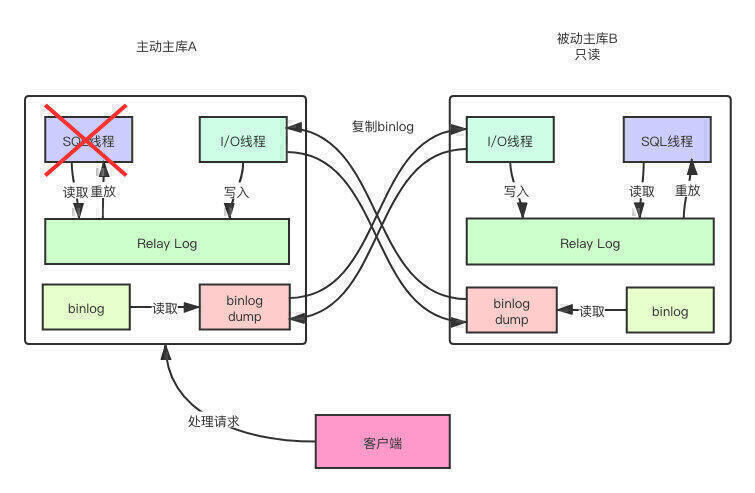 主动主库A
被动主库B
只读
SQL线程
I/O线程
复制binlog
I/O线程
SQL线程
读取
重放
写入
写入
读取
重放
Relay Log
Relay Log
binlog
读取
binlog
dump
binlog
dump
读取
binlog
处理请求
客户端